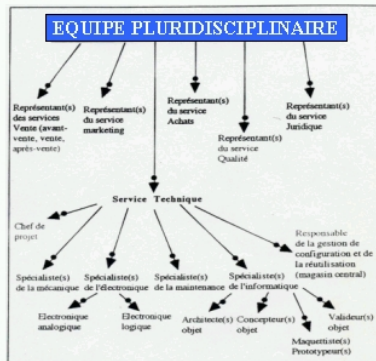 EQUIPE PLURIDISCIPLINAIRE
Représentant(s)
des services
Vente (avant-
vente, vente,
après-vente)
Représentant(s)
du service
marketing
Représentant(s)
du service
Achats
Représentant(s)
du service
Qualité
Représentant(s)
du service
Juridique
Service Technique
Chef de
projet
Responsable
de la gestion de
configuration et de
la réutilisation
(magasin central)
Spécialiste(s)
de la mécanique
Spécialiste(s)
de l'électronique
Spécialiste(s)
de la maintenance
Spécialiste(s)
de l'informatique
Electronique
analogique
Electronique
logique
Architecte(s)
objet
Concepteur(s)
objet
Maquettiste(s)
Prototypeur(s)
Valideur(s)
objet